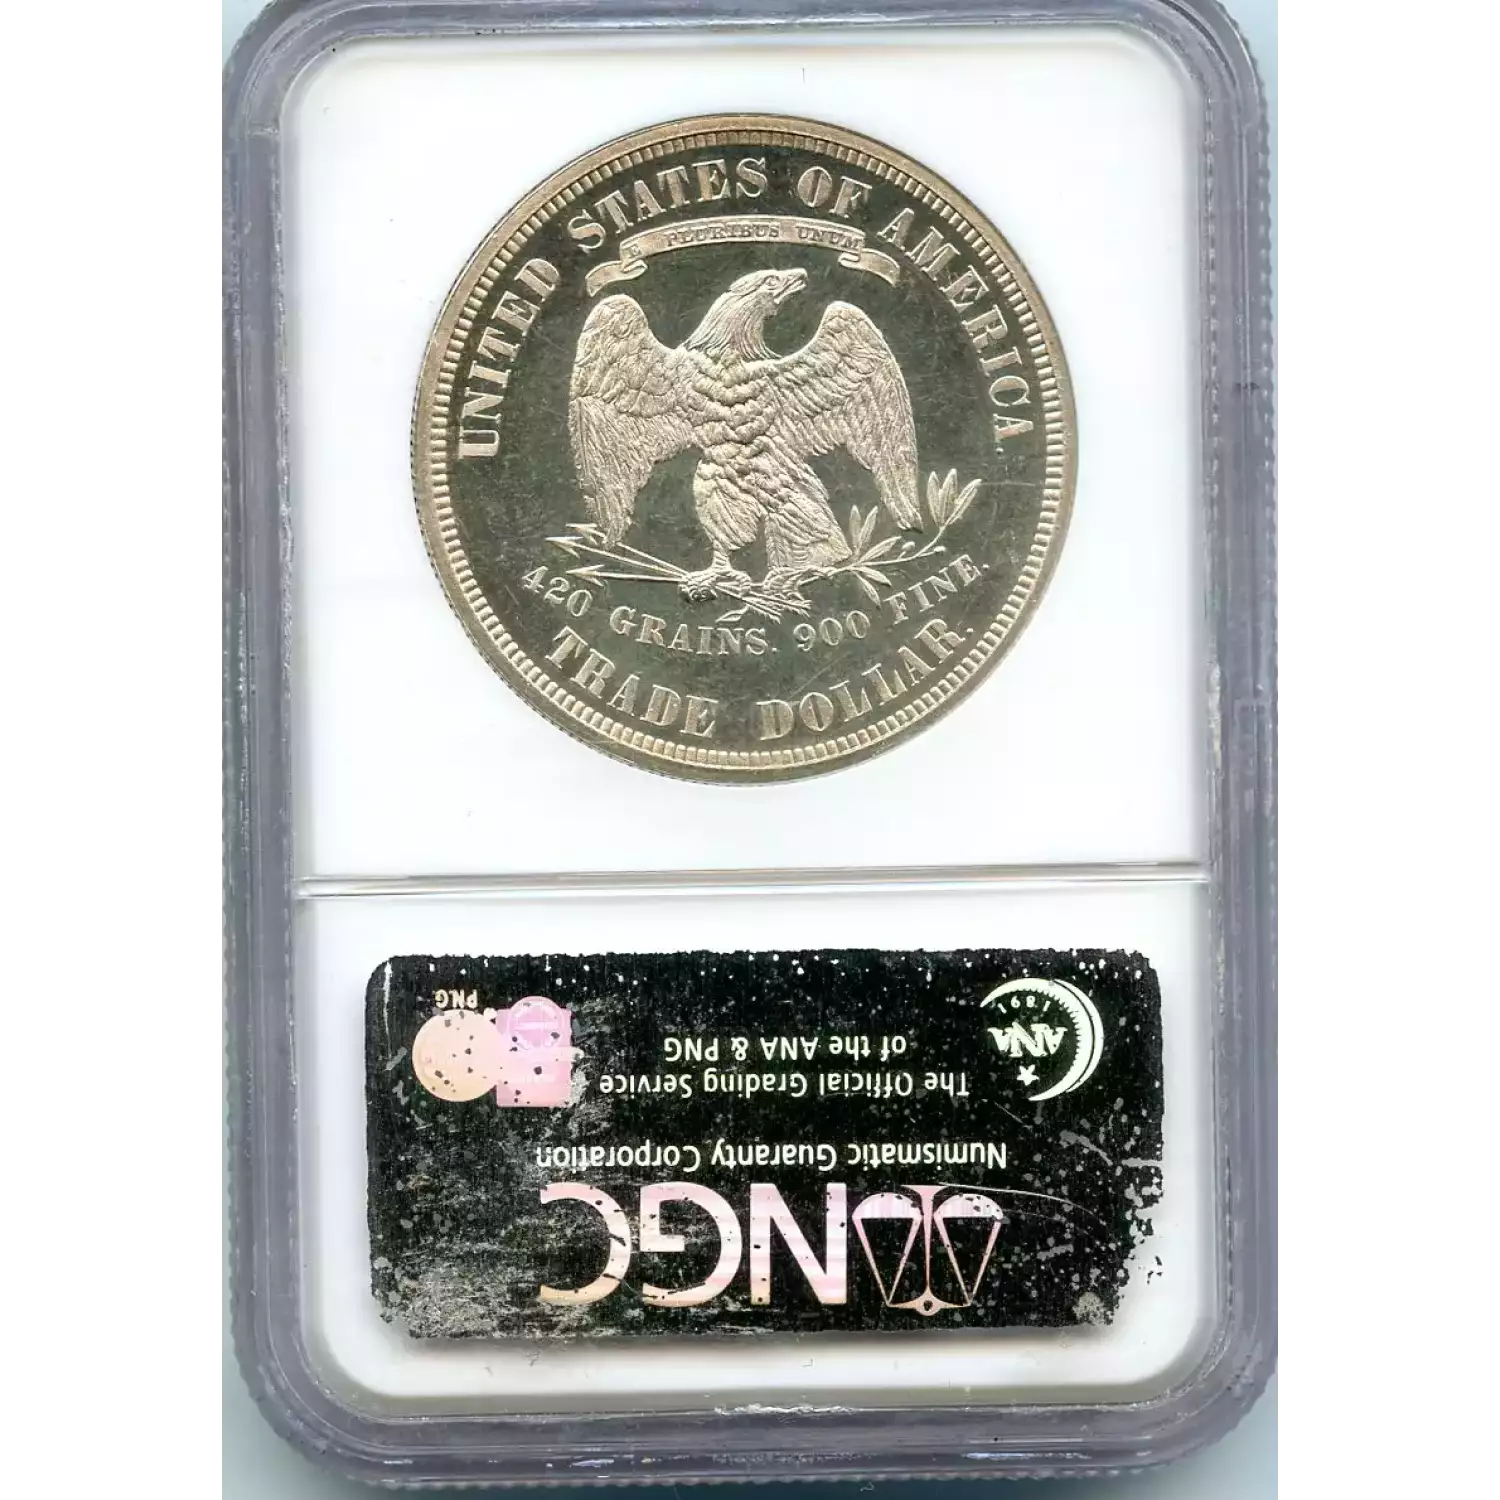 UNITED STATES OF AMERICA.
E PLURIBUS UNUM
420 GRAINS. 900 FINE.
TRADE DOLLAR.
NGC
Numismatic Guaranty Corporation
The Official Grading Service
of the ANA & PNG
ANA
1891
PNG